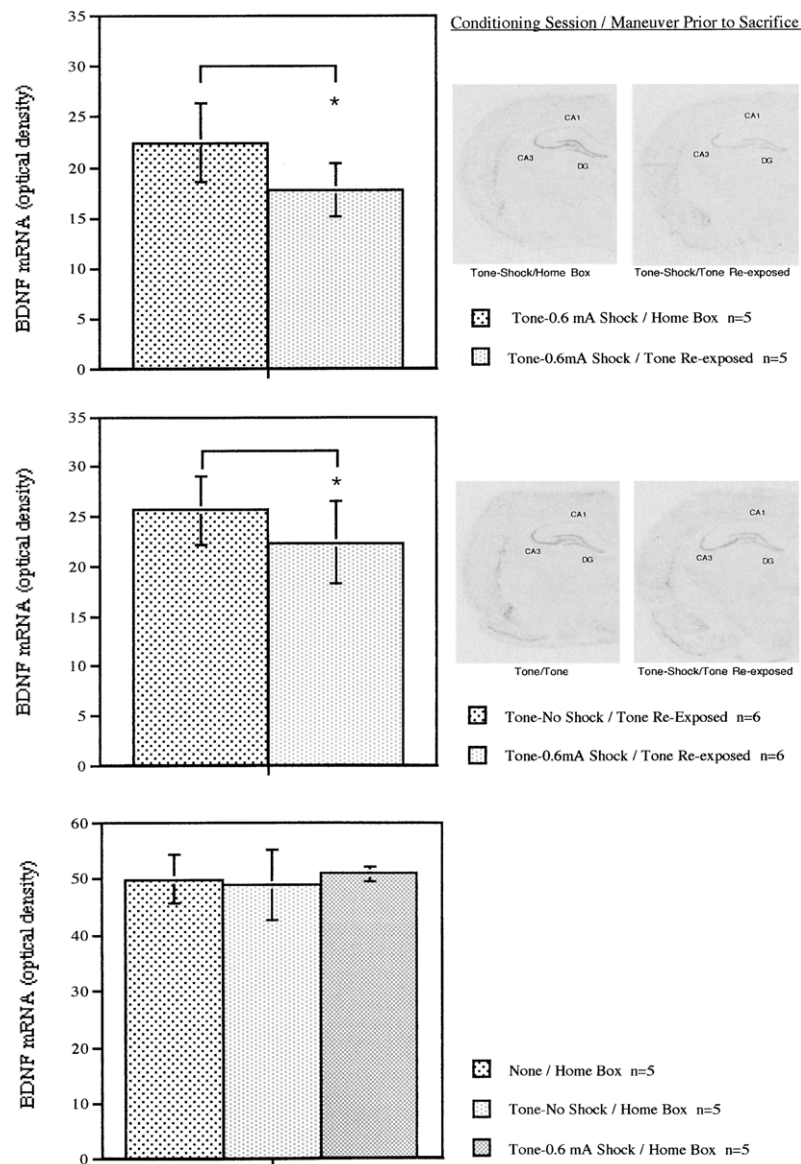 Conditioning Session / Maneuver Prior to Sacrifice
BDNF mRNA (optical density)
35
30
25
20
15
10
5
0
*
CA1
CA3
DG
Tone-Shock/Home Box
CA1
CA3
DG
Tone-Shock/Tone Re-exposed
Tone-0.6 mA Shock / Home Box n=5
Tone-0.6mA Shock / Tone Re-exposed n=5
BDNF mRNA (optical density)
35
30
25
20
15
10
5
0
*
CA1
CA3
DG
Tone/Tone
CA1
CA3
DG
Tone-Shock/Tone Re-exposed
Tone-No Shock / Tone Re-Exposed n=6
Tone-0.6mA Shock / Tone Re-exposed n=6
BDNF mRNA (optical density)
60
50
40
30
20
10
0
None / Home Box n=5
Tone-No Shock / Home Box n=5
Tone-0.6 mA Shock / Home Box n=5